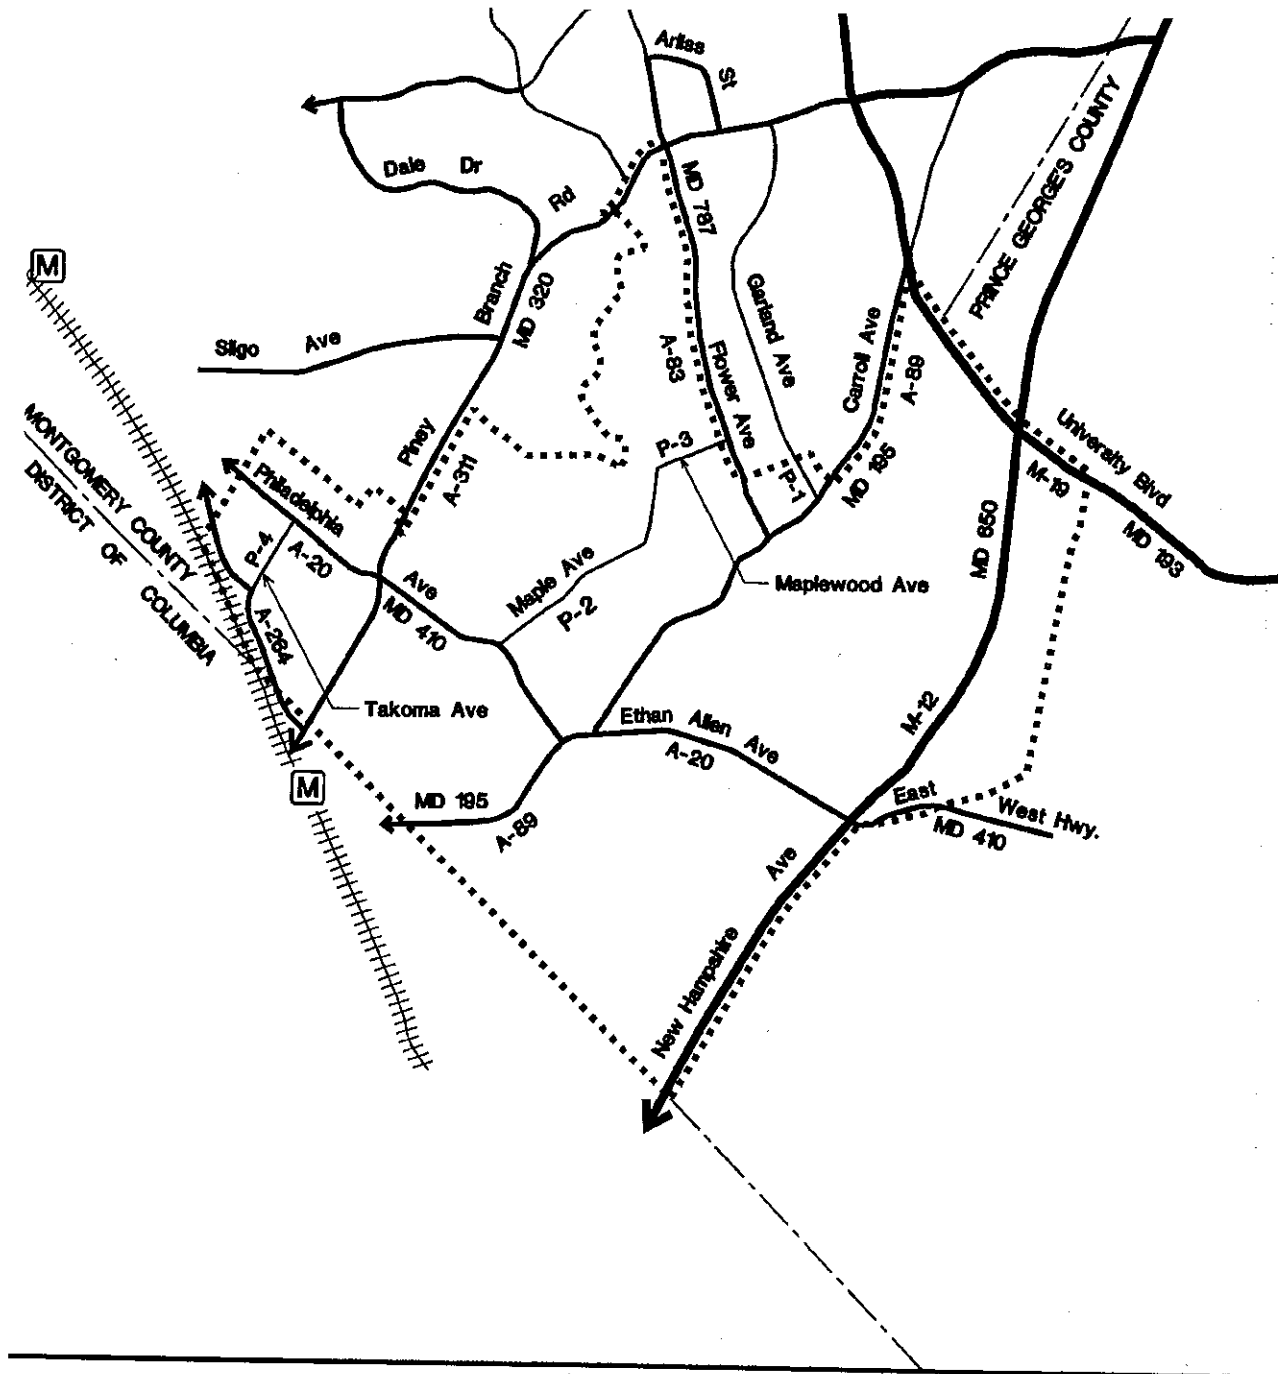 Arliss
St
Dale Dr
Rd
MD 787
PRINCE GEORGE'S COUNTY
M
Branch
MD 320
Sligo Ave
A-83
Flower Ave
Garland Ave
Carroll Ave
A-89
MONTGOMERY COUNTY
DISTRICT OF COLUMBIA
Philadelphia
Ave
Piney
A-311
P-3
P-1
MD 195
University Blvd
M-19
MD 193
MD 650
P-4
A-20
MD 410
Maple Ave
P-2
Maplewood Ave
A-264
Takoma Ave
Ethan Allen Ave
A-20
M-12
M
MD 195
A-89
East
West Hwy.
MD 410
New Hampshire
Ave